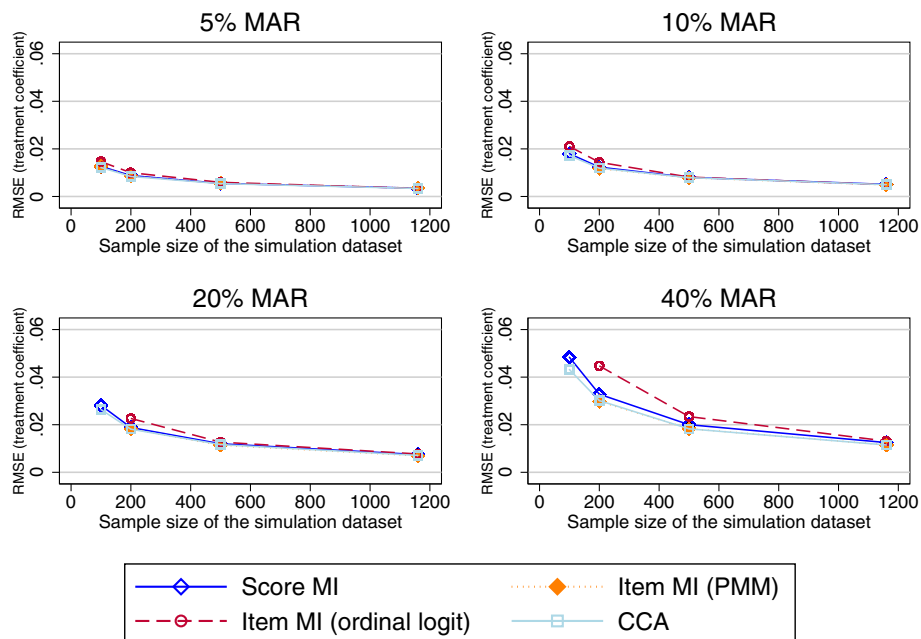 5% MAR
RMSE (treatment coefficient)
.06
.04
.02
0
0 200 400 600 800 1000 1200
Sample size of the simulation dataset
10% MAR
RMSE (treatment coefficient)
.06
.04
.02
0
0 200 400 600 800 1000 1200
Sample size of the simulation dataset
20% MAR
RMSE (treatment coefficient)
.06
.04
.02
0
0 200 400 600 800 1000 1200
Sample size of the simulation dataset
40% MAR
RMSE (treatment coefficient)
.06
.04
.02
0
0 200 400 600 800 1000 1200
Sample size of the simulation dataset
Score MI
Item MI (PMM)
Item MI (ordinal logit)
CCA